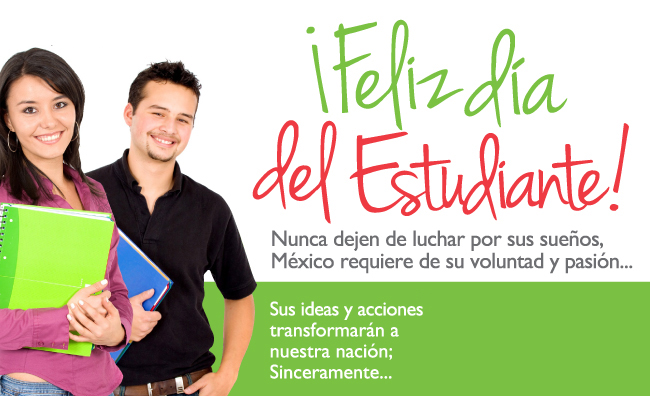 ¡Feliz día
del Estudiante!
Nunca dejen de luchar por sus sueños,
México requiere de su voluntad y pasión...
Sus ideas y acciones
transformarán a
nuestra nación;
Sinceramente...